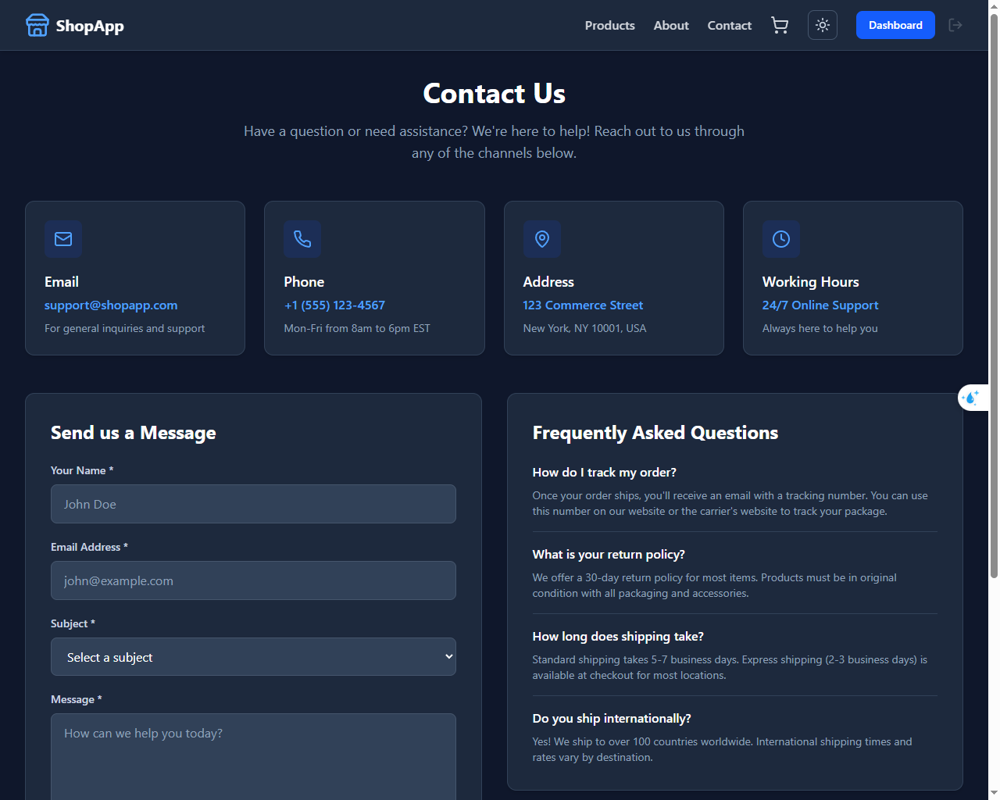 ShopApp
Products
About
Contact
Dashboard
Contact Us
Have a question or need assistance? We're here to help! Reach out to us through
any of the channels below.
Email
support@shopapp.com
For general inquiries and support
Phone
+1 (555) 123-4567
Mon-Fri from 8am to 6pm EST
Address
123 Commerce Street
New York, NY 10001, USA
Working Hours
24/7 Online Support
Always here to help you
Send us a Message
Your Name *
John Doe
Email Address *
john@example.com
Subject *
Select a subject
Message *
How can we help you today?
Frequently Asked Questions
How do I track my order?
Once your order ships, you'll receive an email with a tracking number. You can use
this number on our website or the carrier's website to track your package.
What is your return policy?
We offer a 30-day return policy for most items. Products must be in original
condition with all packaging and accessories.
How long does shipping take?
Standard shipping takes 5-7 business days. Express shipping (2-3 business days) is
available at checkout for most locations.
Do you ship internationally?
Yes! We ship to over 100 countries worldwide. International shipping times and
rates vary by destination.